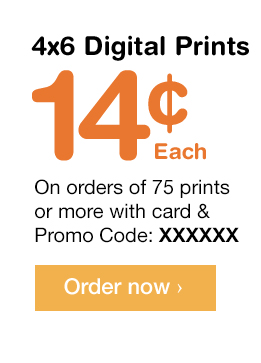 4x6 Digital Prints
14¢
Each
On orders of 75 prints
or more with card &
Promo Code: XXXXXX
Order now ›